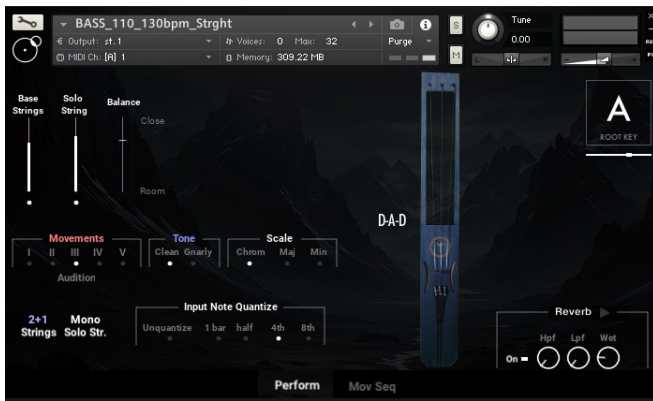 BASS_110_130bpm_Strght
Output: st.1
Voices: 0 Max: 32
Purge
MIDI Ch: [A] 1
Memory: 309.22 MB
S
M
Tune
0.00
L
R
AUX
Base Strings
Solo String
Balance
Close
Room
A
ROOT KEY
D-A-D
Movements
I II III IV V
Audition
Tone
Clean Gnarly
Scale
Chrom Maj Min
2+1 Strings
Mono Solo Str.
Input Note Quantize
Unquantize 1 bar half 4th 8th
Reverb
Hpf Lpf Wet
On
Perform Mov Seq